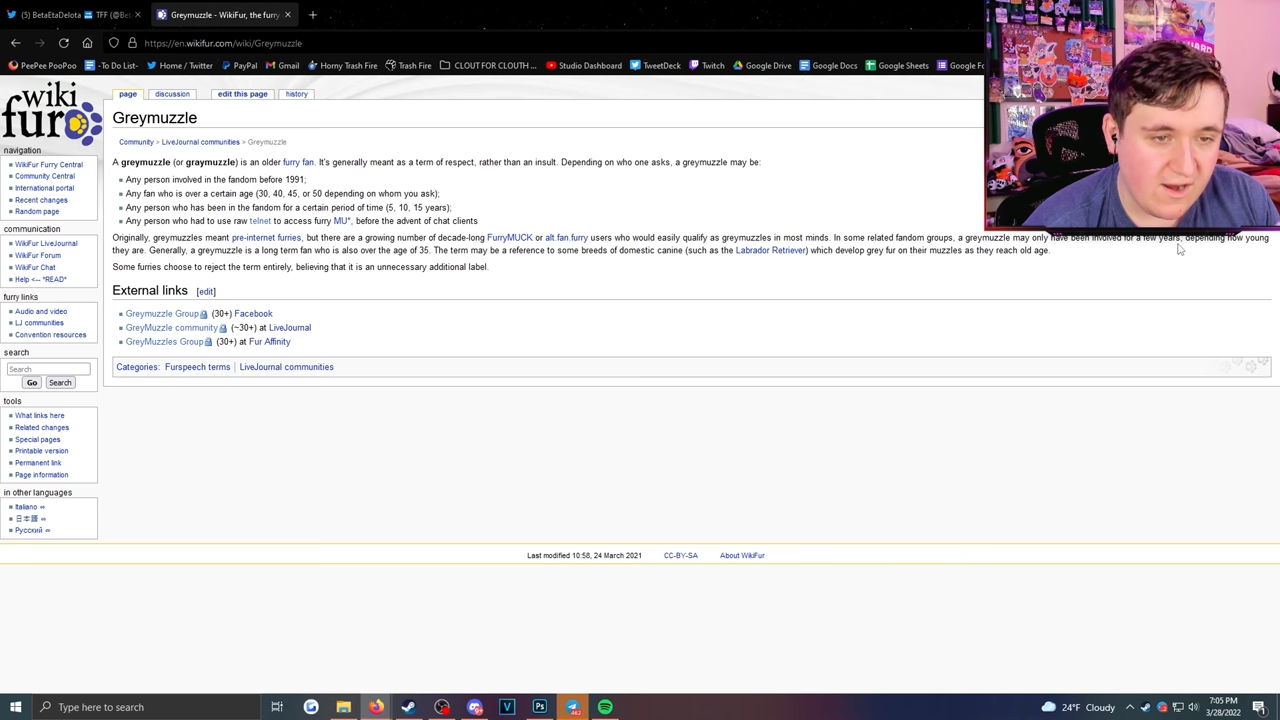 (5) BetaEtaDelota TFF (@Be
Greymuzzle - WikiFur, the furry
https://en.wikifur.com/wiki/Greymuzzle
PeePee PooPoo - To Do List - Home / Twitter PayPal Gmail Horny Trash Fire Trash Fire CLOUT FOR CLOUTH ... Studio Dashboard TweetDeck Twitch Google Drive Google Docs Google Sheets Google Fo
wiki
fur
page discussion edit this page history
Greymuzzle
Community > LiveJournal communities > Greymuzzle
A greymuzzle (or graymuzzle) is an older furry fan. It's generally meant as a term of respect, rather than an insult. Depending on who one asks, a greymuzzle may be:
Any person involved in the fandom before 1991;
Any fan who is over a certain age (30, 40, 45, or 50 depending on whom you ask);
Any person who has been in the fandom for a certain period of time (5, 10, 15 years);
Any person who had to use raw telnet to access furry MU*, before the advent of chat clients
Originally, greymuzzles meant pre-internet furries, but there are a growing number of decade-long FurryMUCK or alt.fan.furry users who would easily qualify as greymuzzles in most minds. In some related fandom groups, a greymuzzle may only have been involved for a few years, depending how young
they are. Generally, a greymuzzle is a long term fan who is also over the age of 35. The term may be a reference to some breeds of domestic canine (such as the Labrador Retriever) which develop grey fur on their muzzles as they reach old age.
Some furries choose to reject the term entirely, believing that it is an unnecessary additional label.
External links [edit]
Greymuzzle Group (30+) Facebook
GreyMuzzle community (~30+) at LiveJournal
GreyMuzzles Group (30+) at Fur Affinity
Categories: Furspeech terms | LiveJournal communities
navigation
WikiFur Furry Central
Community Central
International portal
Recent changes
Random page
communication
WikiFur LiveJournal
WikiFur Forum
WikiFur Chat
Help <-- *READ*
furry links
Audio and video
LJ communities
Convention resources
search
Search
Go Search
tools
What links here
Related changes
Special pages
Printable version
Permanent link
Page information
in other languages
Italiano
日本語
Русский
Last modified 10:58, 24 March 2021 CC-BY-SA About WikiFur
Type here to search
24°F Cloudy
7:05 PM
3/28/2022